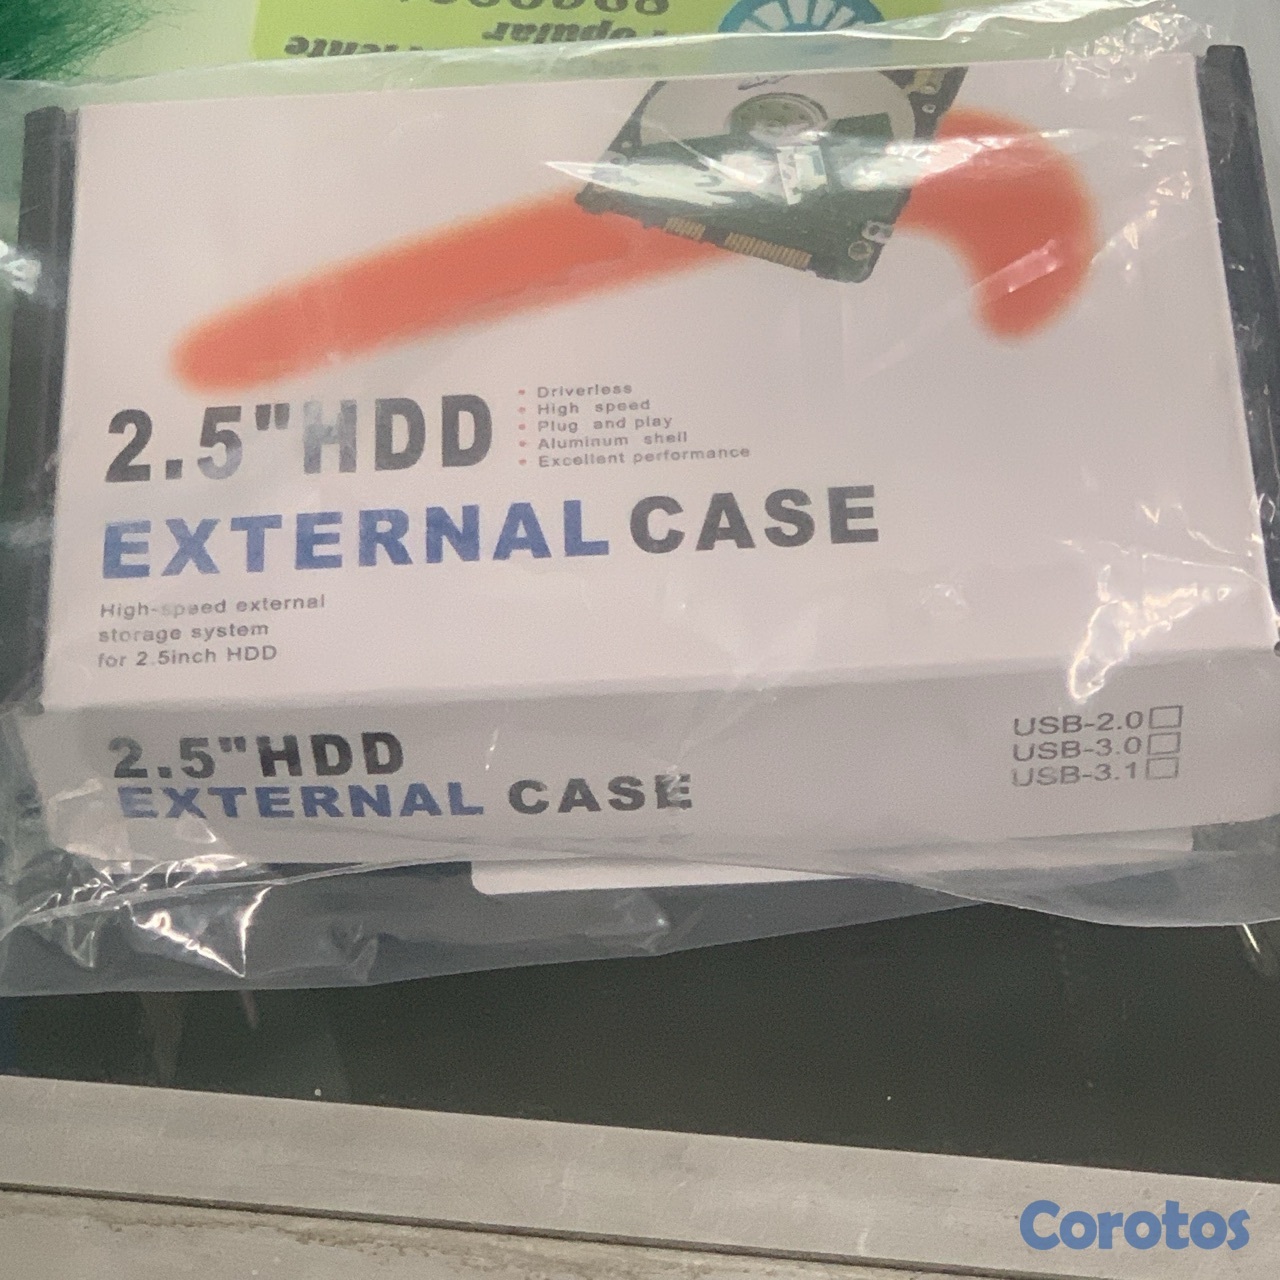 Popular
2.5"HDD
• Driverless
• High speed
• Plug and play
• Aluminum shell
• Excellent performance
EXTERNAL CASE
High-speed external
storage system
for 2.5inch HDD
2.5"HDD
EXTERNAL CASE
USB-2.0
USB-3.0
USB-3.1
Corotos